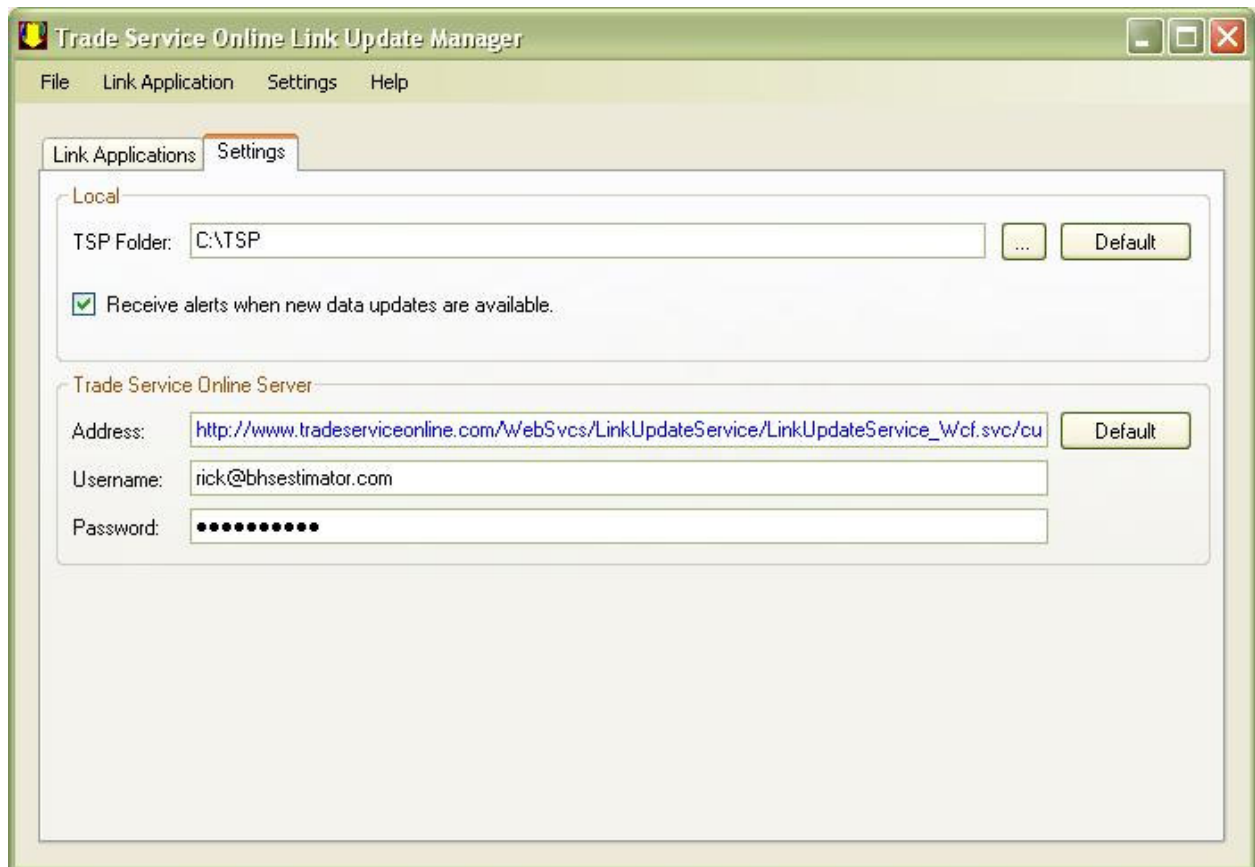 Trade Service Online Link Update Manager
File Link Application Settings Help
Link Applications Settings
Local
TSP Folder: C:\TSP ... Default
Receive alerts when new data updates are available.
Trade Service Online Server
Address: http://www.tradeserviceonline.com/WebSvcs/LinkUpdateService/LinkUpdateService_Wcf.svc/cu Default
Username: rick@bhsestimator.com
Password: ●●●●●●●●●●